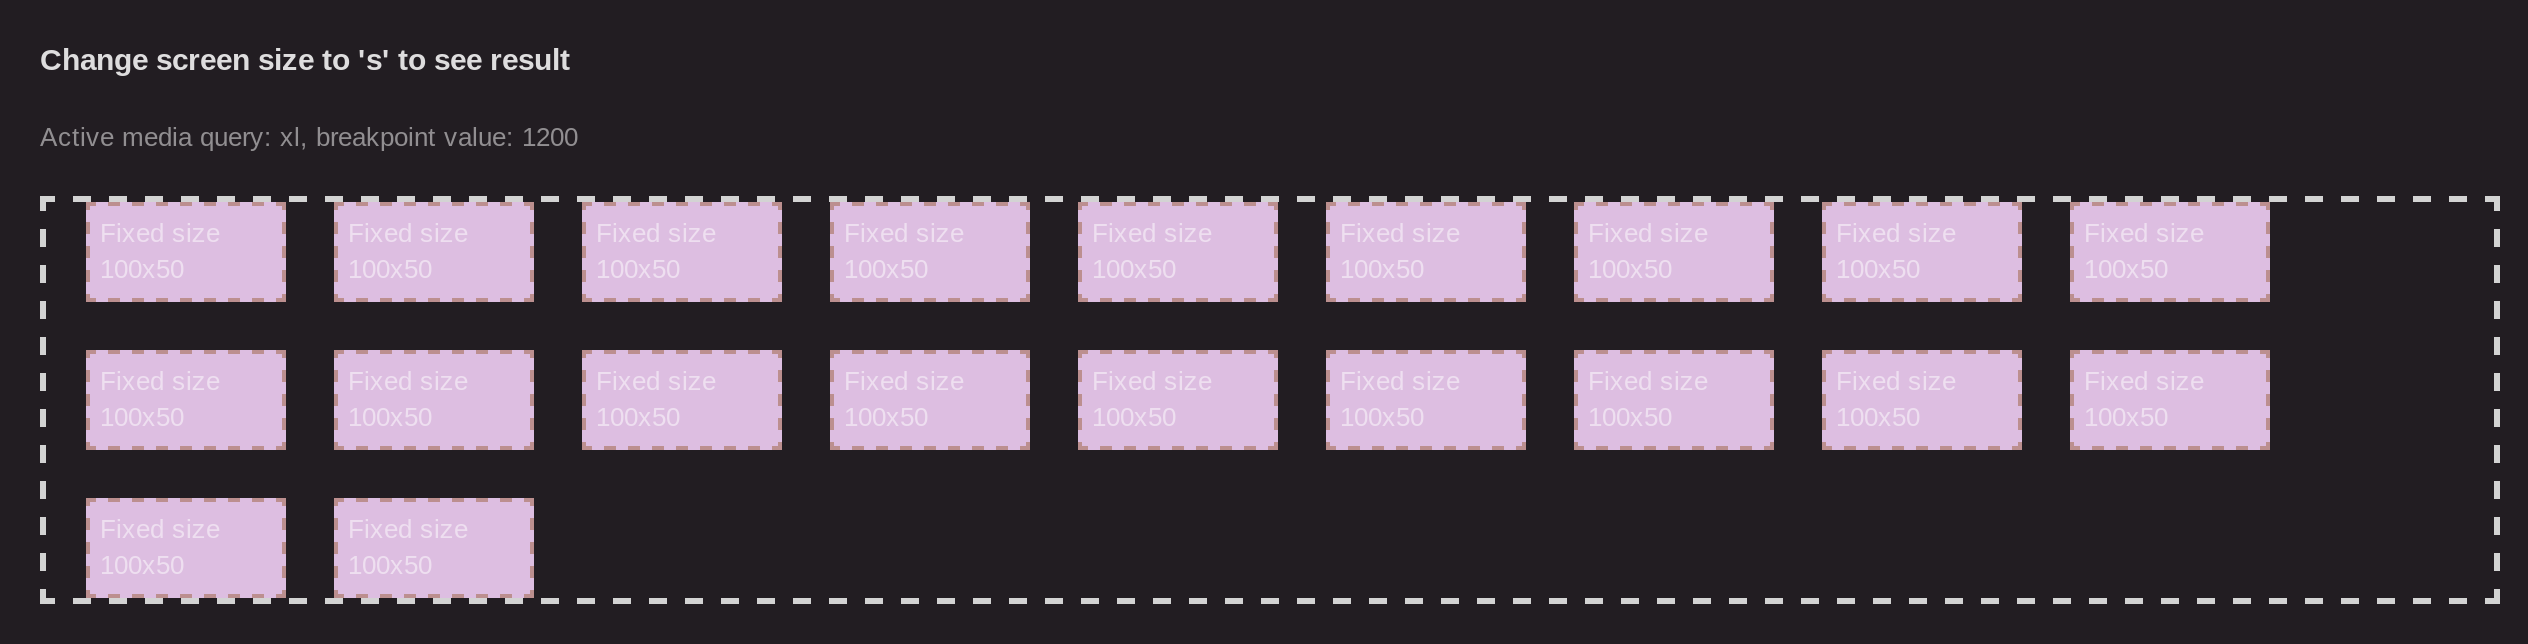 Change screen size to 's' to see result
Active media query: xl, breakpoint value: 1200
Fixed size Fixed size Fixed size Fixed size Fixed size Fixed size Fixed size Fixed size Fixed size
100x50 100x50 100x50 100x50 100x50 100x50 100x50 100x50 100x50
Fixed size Fixed size Fixed size Fixed size Fixed size Fixed size Fixed size Fixed size Fixed size
100x50 100x50 100x50 100x50 100x50 100x50 100x50 100x50 100x50
Fixed size Fixed size
100x50 100x50